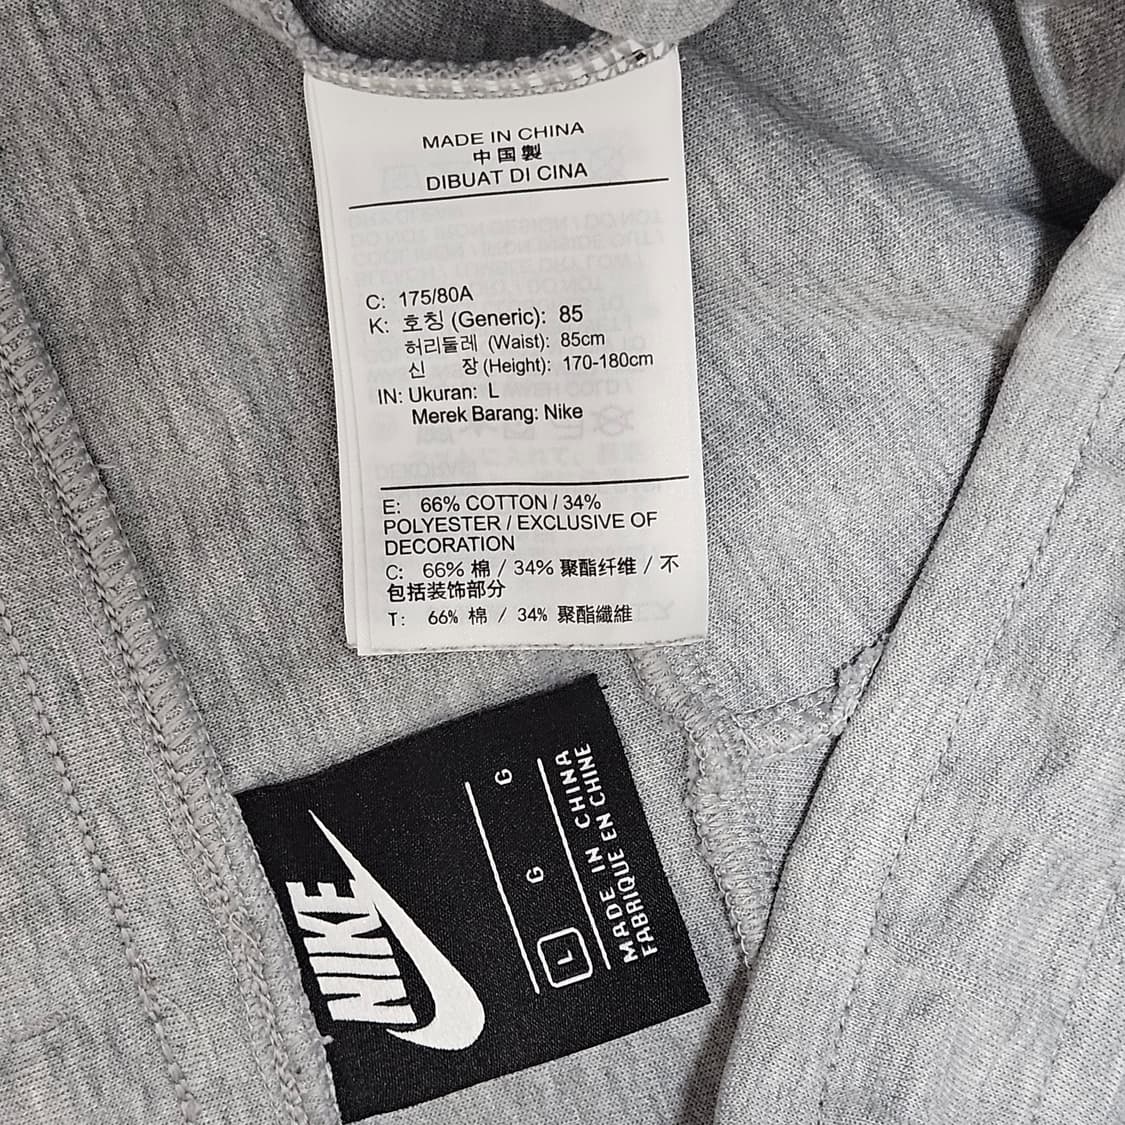 MADE IN CHINA
中国製
DIBUAT DI CINA
C: 175/80A
K: 호칭 (Generic): 85
허리둘레 (Waist): 85cm
신 장 (Height): 170-180cm
IN: Ukuran: L
Merek Barang: Nike
E: 66% COTTON / 34%
POLYESTER / EXCLUSIVE OF
DECORATION
C: 66% 棉 / 34% 聚酯纤维 / 不
包括装饰部分
T: 66% 棉 / 34% 聚酯纖維
NIKE
L G G
MADE IN CHINA
FABRIQUE EN CHINE